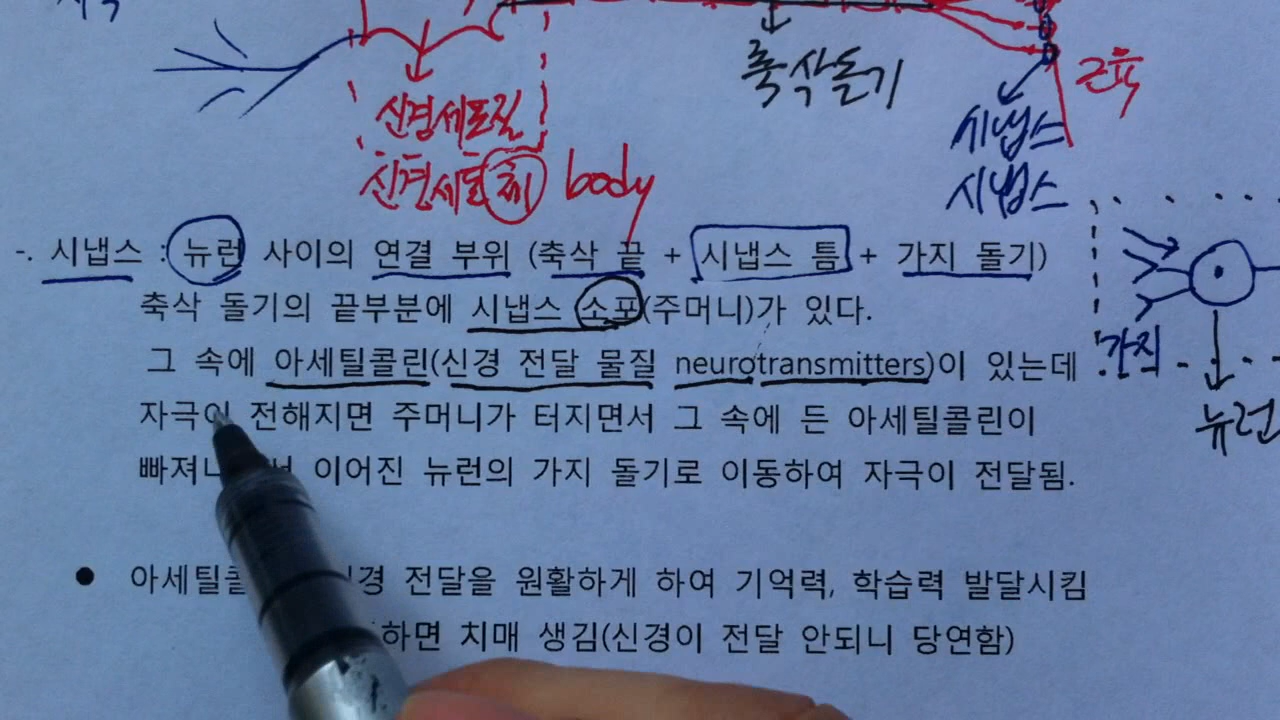 축삭돌기
근육
신경세포질
시냅스
신경세포체 body
시냅스
-. 시냅스 : 뉴런 사이의 연결 부위 (축삭 끝 + 시냅스 틈 + 가지 돌기)
축삭 돌기의 끝부분에 시냅스 소포(주머니)가 있다.
그 속에 아세틸콜린(신경 전달 물질 neurotransmitters)이 있는데
가지
자극이 전해지면 주머니가 터지면서 그 속에 든 아세틸콜린이
뉴런
이어진 뉴런의 가지 돌기로 이동하여 자극이 전달됨.
● 전달을 원활하게 하여 기억력, 학습력 발달시킴
치매 생김(신경이 전달 안되니 당연함)